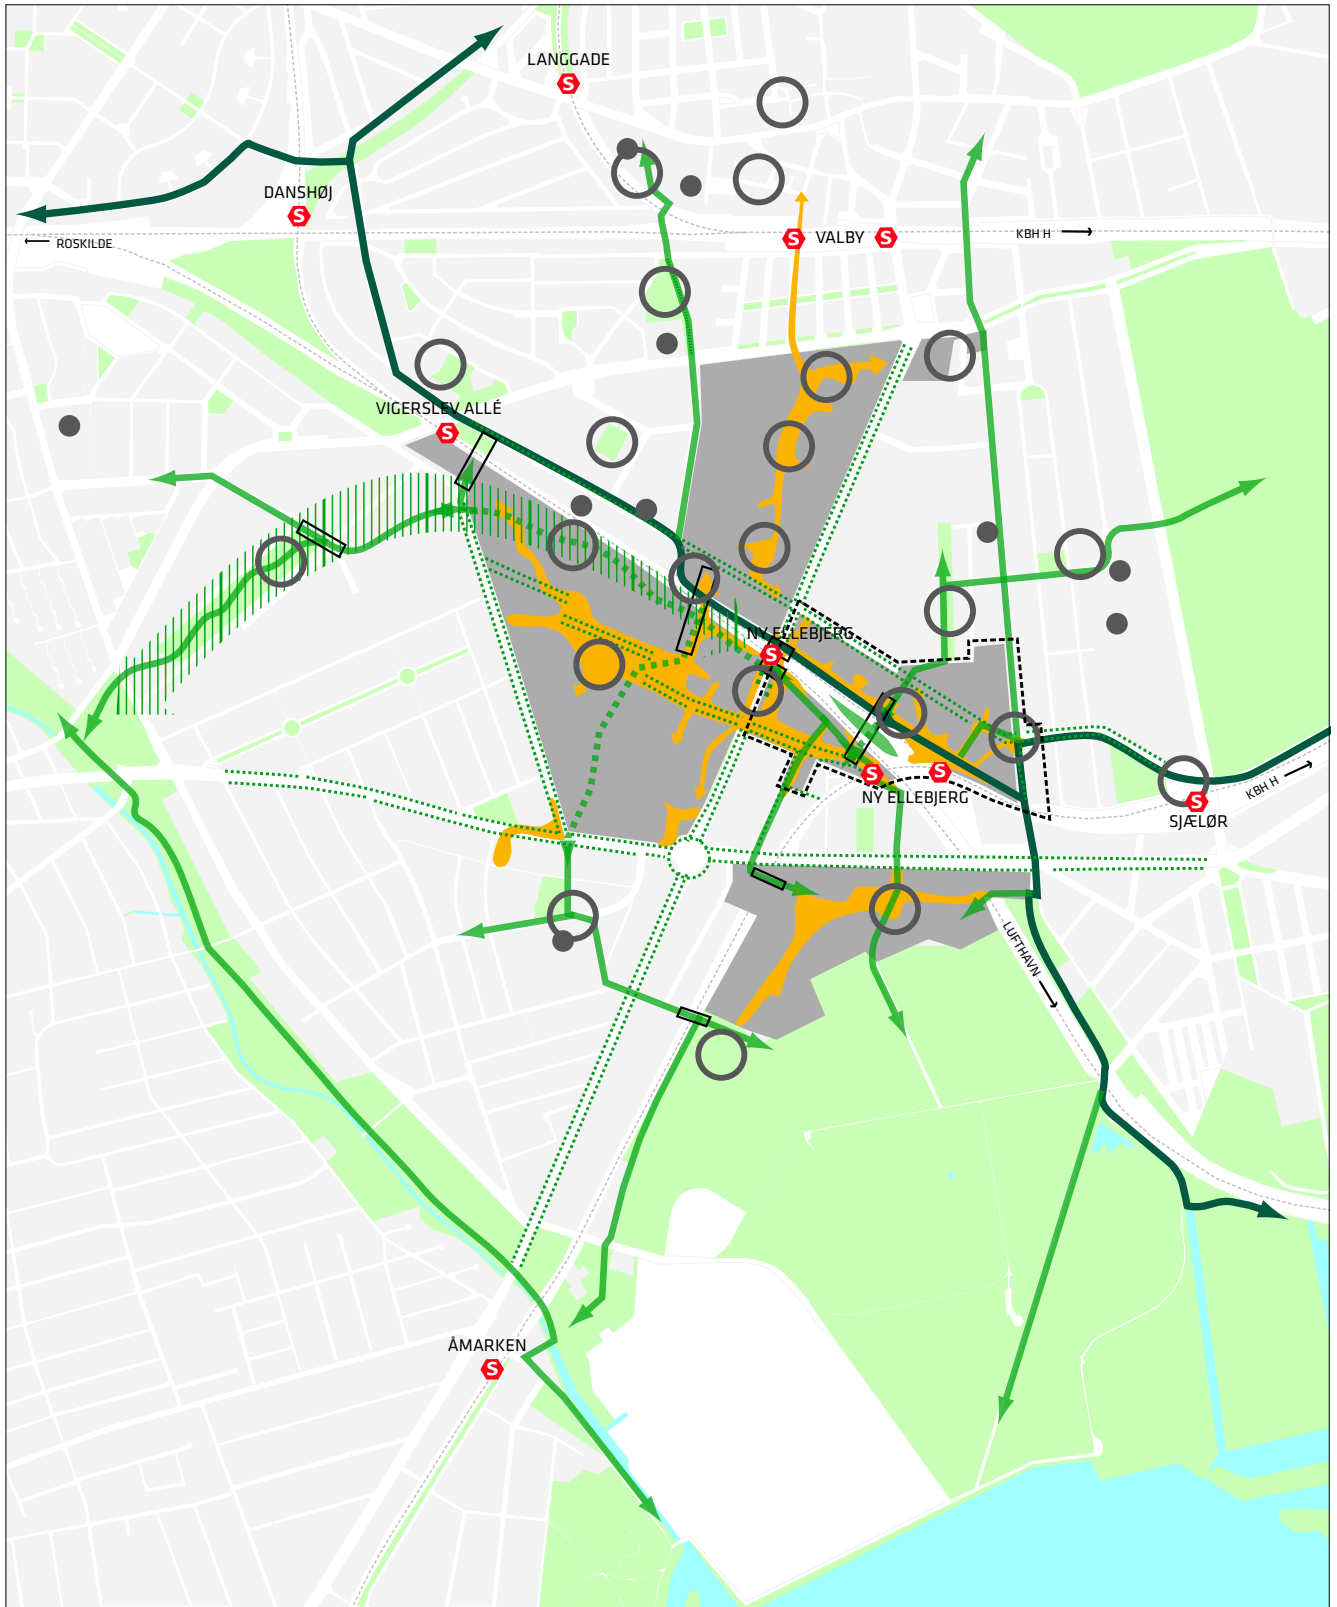 LANGGADE
S
DANSHØJ
S
← ROSKILDE
S VALBY S
KBH H →
VIGERSLEV ALLÉ
S
NY ELLEBJERG
S
S S
NY ELLEBJERG
KBH H →
S
SJÆLØR
LUFTHAVN →
ÅMARKEN
S